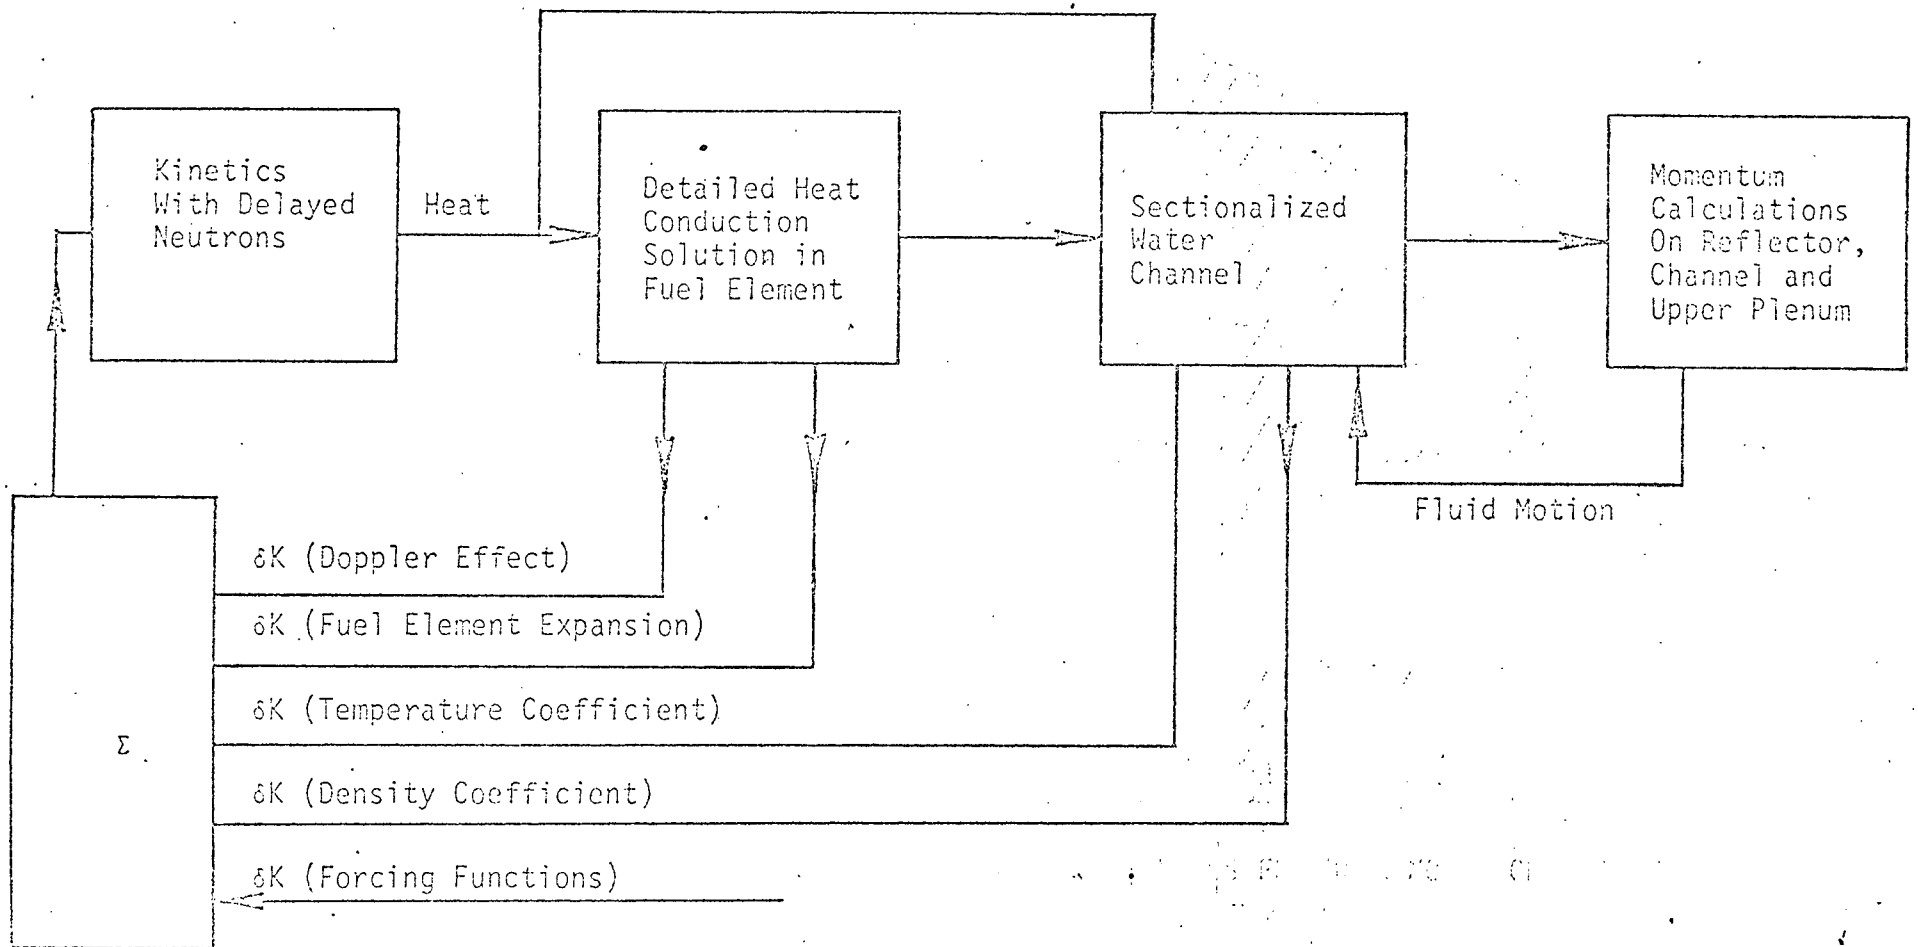 Kinetics
With Delayed
Neutrons
Heat
Detailed Heat
Conduction
Solution in
Fuel Element
Sectionalized
Water
Channel
Momentum
Calculations
On Reflector,
Channel and
Upper Plenum
Fluid Motion
δK (Doppler Effect)
δK (Fuel Element Expansion)
δK (Temperature Coefficient)
Σ
δK (Density Coefficient)
δK (Forcing Functions)